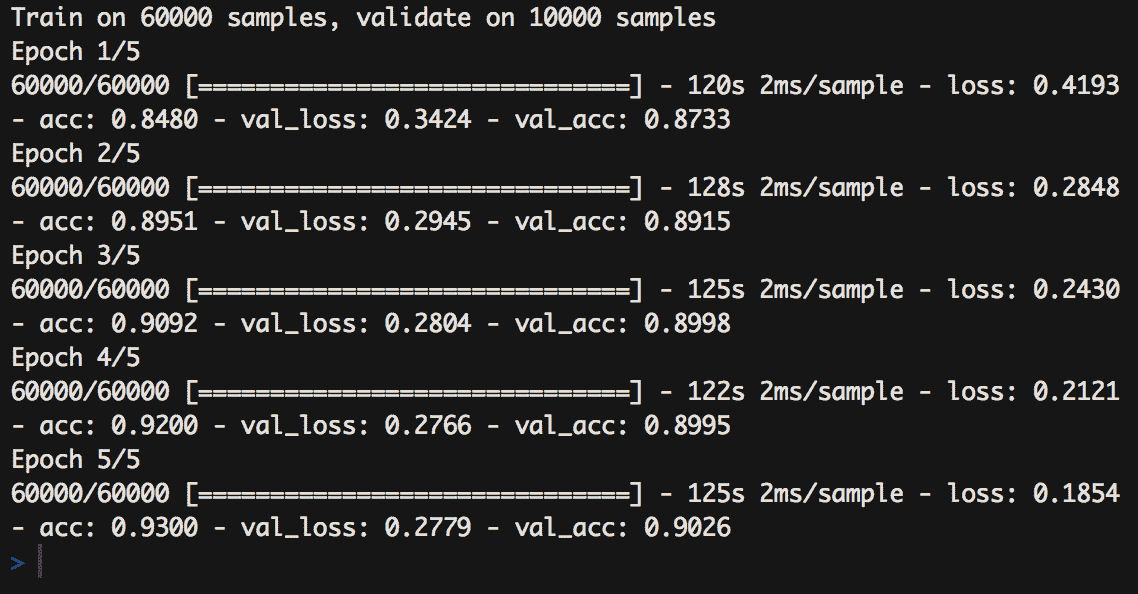 Train on 60000 samples, validate on 10000 samples
Epoch 1/5
60000/60000 [==============================] - 120s 2ms/sample - loss: 0.4193
- acc: 0.8480 - val_loss: 0.3424 - val_acc: 0.8733
Epoch 2/5
60000/60000 [==============================] - 128s 2ms/sample - loss: 0.2848
- acc: 0.8951 - val_loss: 0.2945 - val_acc: 0.8915
Epoch 3/5
60000/60000 [==============================] - 125s 2ms/sample - loss: 0.2430
- acc: 0.9092 - val_loss: 0.2804 - val_acc: 0.8998
Epoch 4/5
60000/60000 [==============================] - 122s 2ms/sample - loss: 0.2121
- acc: 0.9200 - val_loss: 0.2766 - val_acc: 0.8995
Epoch 5/5
60000/60000 [==============================] - 125s 2ms/sample - loss: 0.1854
- acc: 0.9300 - val_loss: 0.2779 - val_acc: 0.9026
>